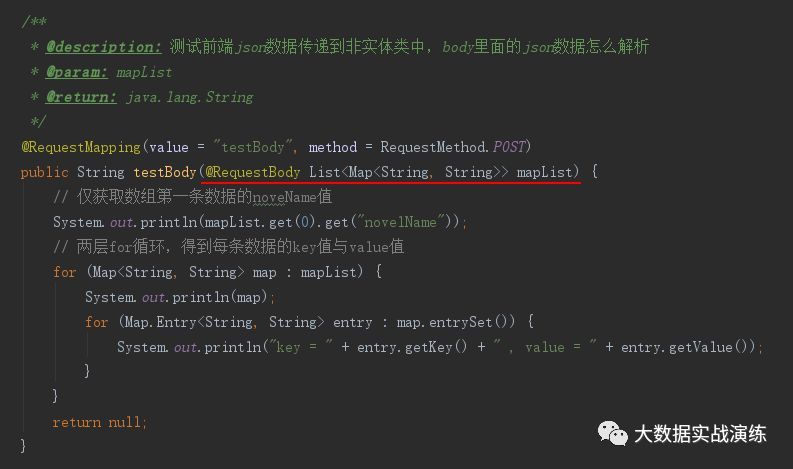 /**
 * @description: 测试前端json数据传递到非实体类中，body里面的json数据怎么解析
 * @param: mapList
 * @return: java.lang.String
 */
@RequestMapping(value = "testBody", method = RequestMethod.POST)
public String testBody(@RequestBody List<Map<String, String>> mapList) {
    // 仅获取数组第一条数据的noveName值
    System.out.println(mapList.get(0).get("novelName"));
    // 两层for循环，得到每条数据的key值与value值
    for (Map<String, String> map : mapList) {
        System.out.println(map);
        for (Map.Entry<String, String> entry : map.entrySet()) {
            System.out.println("key = " + entry.getKey() + " , value = " + entry.getValue());
        }
    }
    return null;
}
大数据实战演练